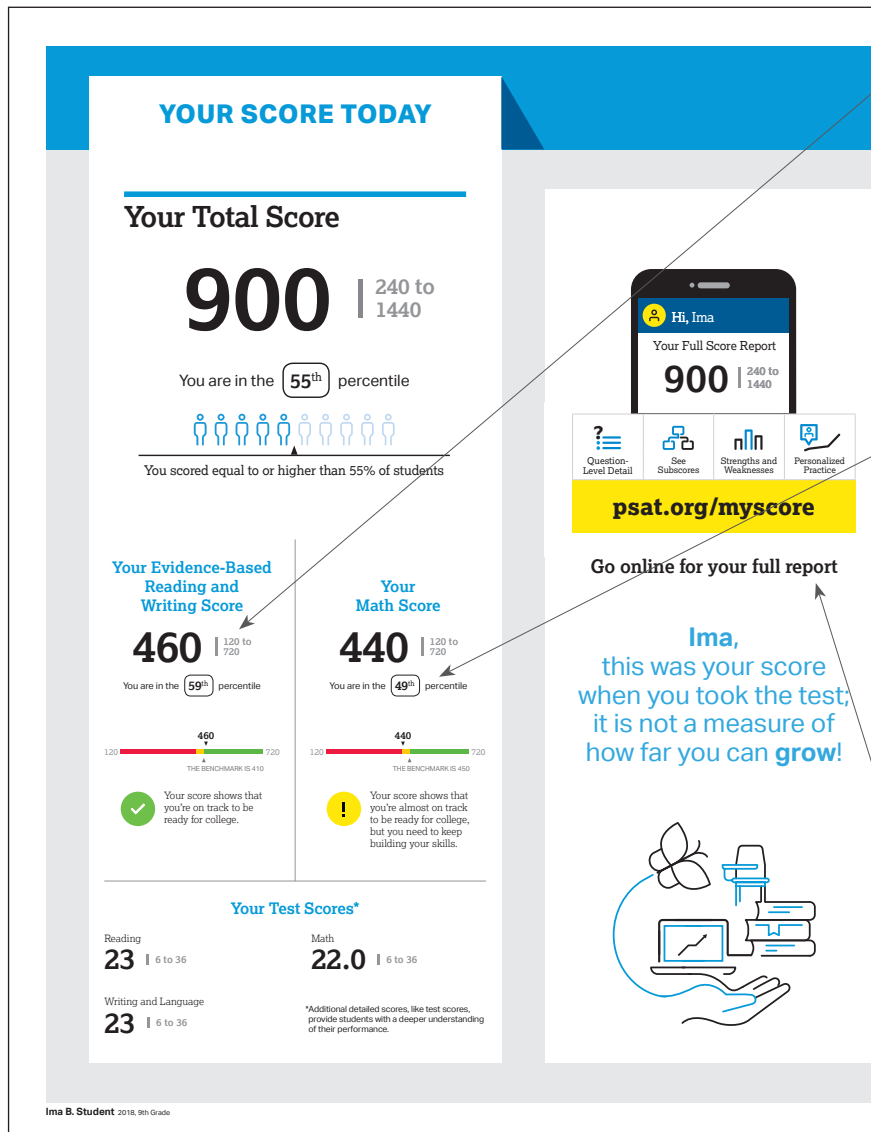 YOUR SCORE TODAY
Your Total Score
900 | 240 to
1440
You are in the 55th percentile
You scored equal to or higher than 55% of students
Your Evidence-Based
Reading and
Writing Score
460 | 120 to
720
You are in the 59th percentile
460
120 720
THE BENCHMARK IS 410
Your score shows that
you're on track to be
ready for college.
Your
Math Score
440 | 120 to
720
You are in the 49th percentile
440
120 720
THE BENCHMARK IS 450
!
Your score shows that
you're almost on track
to be ready for college,
but you need to keep
building your skills.
Your Test Scores*
Reading
23 | 6 to 36
Math
22.0 | 6 to 36
Writing and Language
23 | 6 to 36
*Additional detailed scores, like test scores,
provide students with a deeper understanding
of their performance.
Hi, Ima
Your Full Score Report
900 | 240 to
1440
?
Question-
Level Detail
See
Subscores
Strengths and
Weaknesses
Personalized
Practice
psat.org/myscore
Go online for your full report
Ima,
this was your score
when you took the test;
it is not a measure of
how far you can grow!
Ima B. Student 2018, 9th Grade